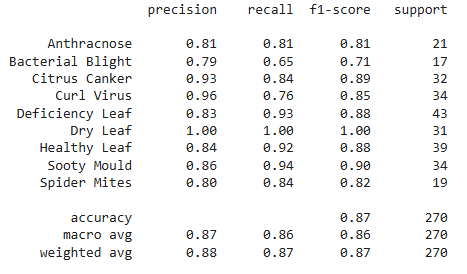 precision recall f1-score support
Anthracnose 0.81 0.81 0.81 21
Bacterial Blight 0.79 0.65 0.71 17
Citrus Canker 0.93 0.84 0.89 32
Curl Virus 0.96 0.76 0.85 34
Deficiency Leaf 0.83 0.93 0.88 43
Dry Leaf 1.00 1.00 1.00 31
Healthy Leaf 0.84 0.92 0.88 39
Sooty Mould 0.86 0.94 0.90 34
Spider Mites 0.80 0.84 0.82 19
accuracy 0.87 270
macro avg 0.87 0.86 0.86 270
weighted avg 0.88 0.87 0.87 270